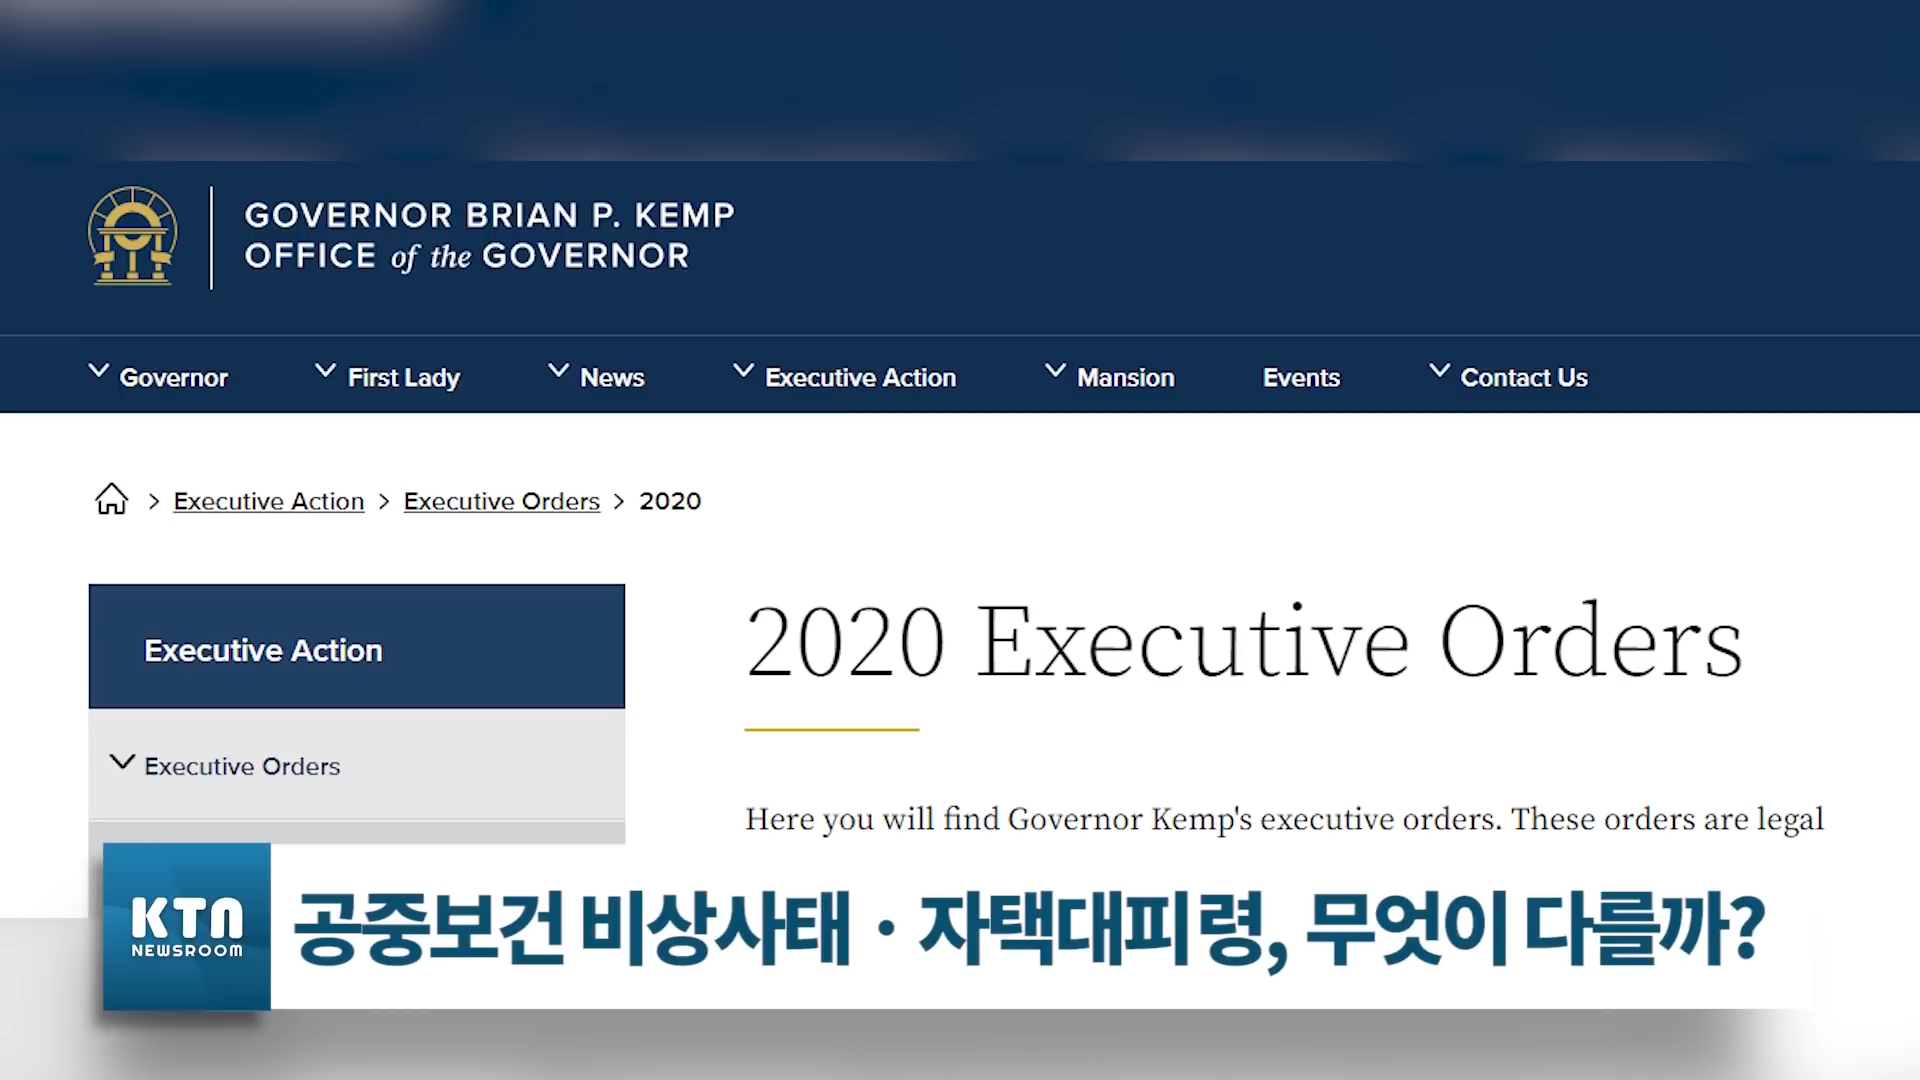 GOVERNOR BRIAN P. KEMP
OFFICE of the GOVERNOR
Governor First Lady News Executive Action Mansion Events Contact Us
> Executive Action > Executive Orders > 2020
Executive Action
Executive Orders
2020 Executive Orders
Here you will find Governor Kemp's executive orders. These orders are legal
KTN
NEWSROOM
공중보건 비상사태 · 자택대피령, 무엇이 다를까?